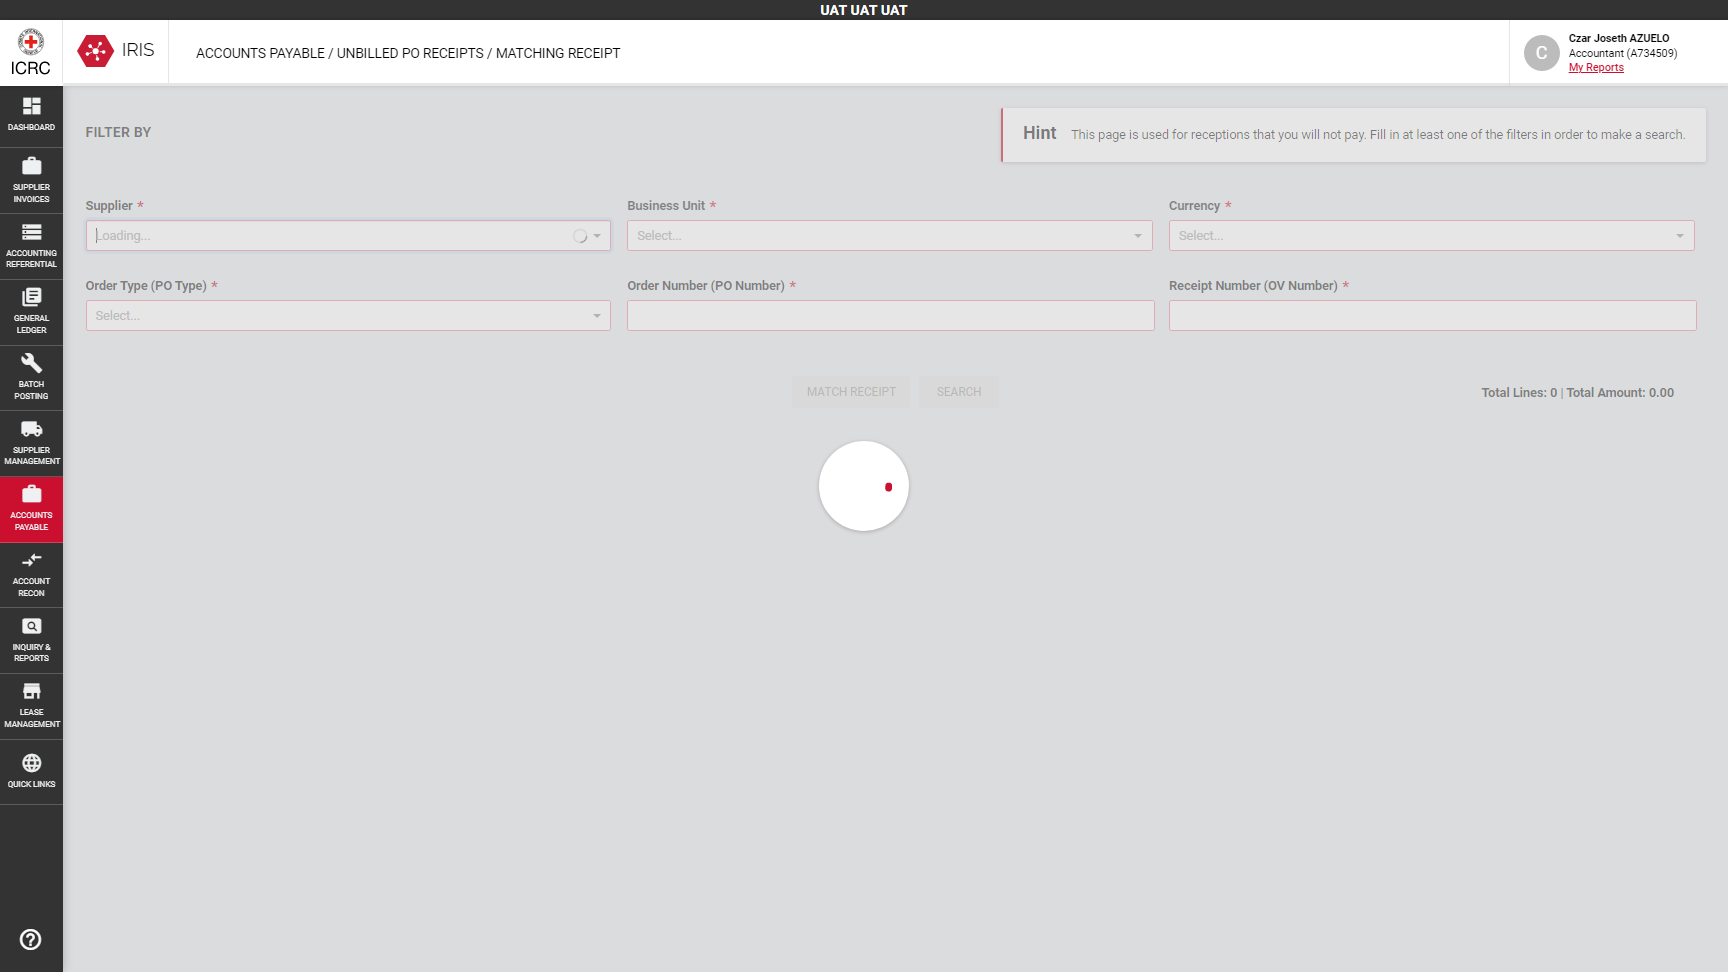 UAT UAT UAT
ICRC
IRIS
ACCOUNTS PAYABLE / UNBILLED PO RECEIPTS / MATCHING RECEIPT
C
Czar Joseth AZUELO
Accountant (A734509)
My Reports
DASHBOARD
SUPPLIER
INVOICES
ACCOUNTING
REFERENTIAL
GENERAL
LEDGER
BATCH
POSTING
SUPPLIER
MANAGEMENT
ACCOUNTS
PAYABLE
ACCOUNT
RECON
INQUIRY &
REPORTS
LEASE
MANAGEMENT
QUICK LINKS
FILTER BY
Hint This page is used for receptions that you will not pay. Fill in at least one of the filters in order to make a search.
Supplier * Business Unit * Currency *
Loading... Select... Select...
Order Type (PO Type) * Order Number (PO Number) * Receipt Number (OV Number) *
Select...
MATCH RECEIPT SEARCH Total Lines: 0 | Total Amount: 0.00